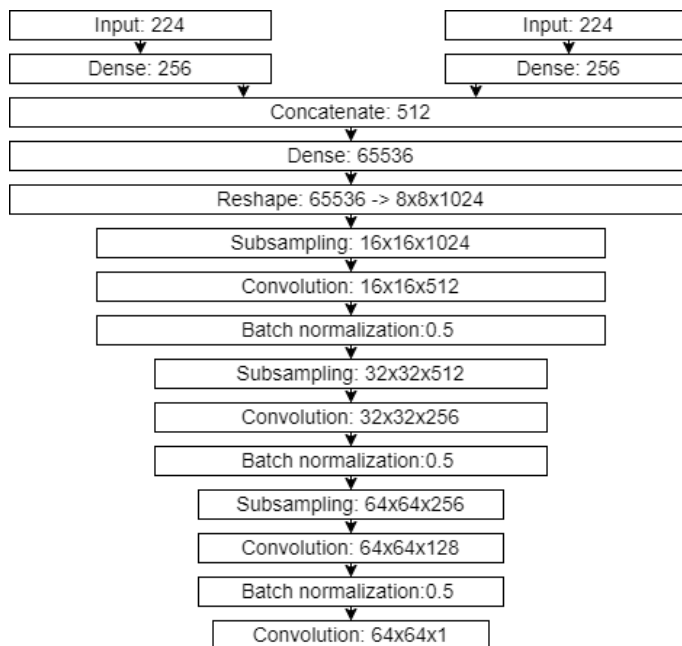 Input: 224
Input: 224
Dense: 256
Dense: 256
Concatenate: 512
Dense: 65536
Reshape: 65536 -> 8x8x1024
Subsampling: 16x16x1024
Convolution: 16x16x512
Batch normalization:0.5
Subsampling: 32x32x512
Convolution: 32x32x256
Batch normalization:0.5
Subsampling: 64x64x256
Convolution: 64x64x128
Batch normalization:0.5
Convolution: 64x64x1